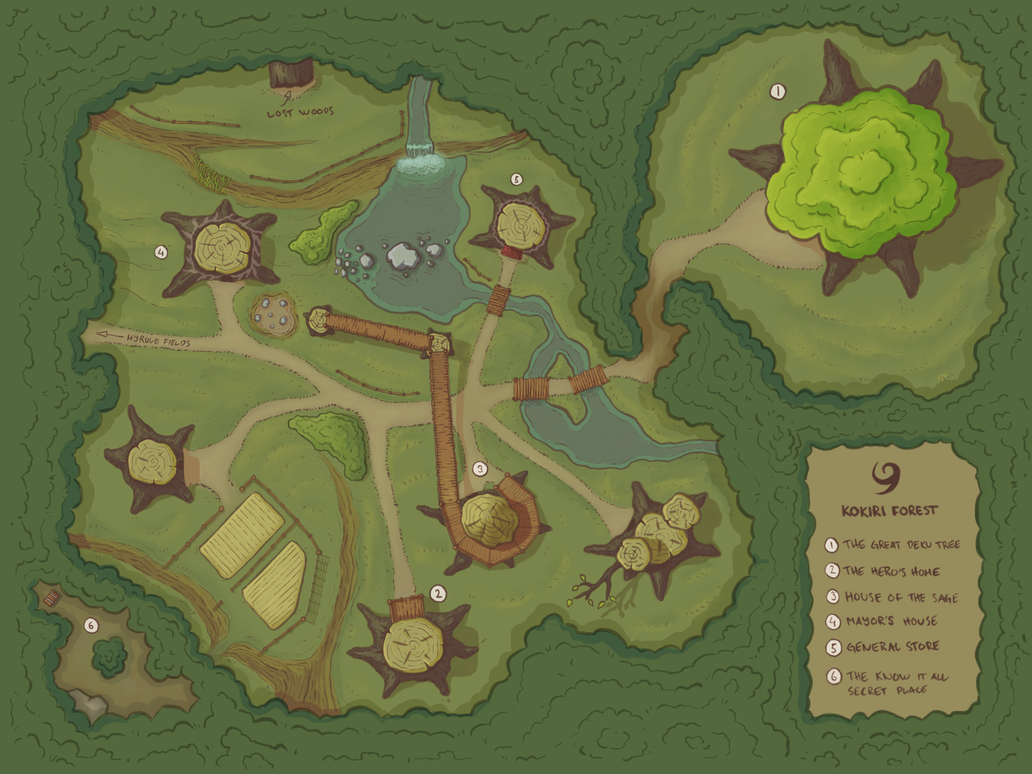 LOST WOODS
1
5
4
HYRULE FIELDS
3
2
6
KOKIRI FOREST
1 THE GREAT DEKU TREE
2 THE HERO'S HOME
3 HOUSE OF THE SAGE
4 MAYOR'S HOUSE
5 GENERAL STORE
6 THE KNOW IT ALL
SECRET PLACE